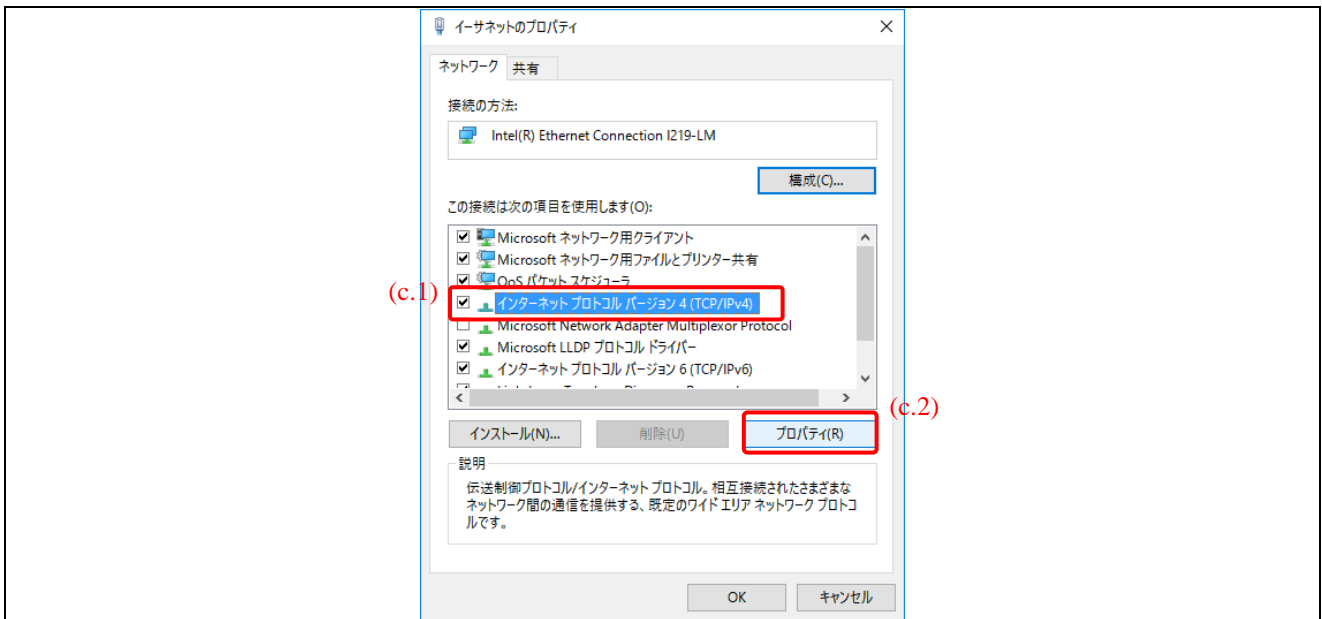 イーサネットのプロパティ
ネットワーク 共有
接続の方法:
Intel(R) Ethernet Connection I219-LM
構成(C)...
この接続は次の項目を使用します(O):
Microsoft ネットワーク用クライアント
Microsoft ネットワーク用ファイルとプリンター共有
QoS パケット スケジューラ
(c.1)
インターネット プロトコル バージョン 4 (TCP/IPv4)
Microsoft Network Adapter Multiplexor Protocol
Microsoft LLDP プロトコル ドライバー
インターネット プロトコル バージョン 6 (TCP/IPv6)
(c.2)
インストール(N)... 削除(U) プロパティ(R)
説明
伝送制御プロトコル/インターネット プロトコル。相互接続されたさまざまな
ネットワーク間の通信を提供する、既定のワイド エリア ネットワーク プロトコ
ルです。
OK キャンセル